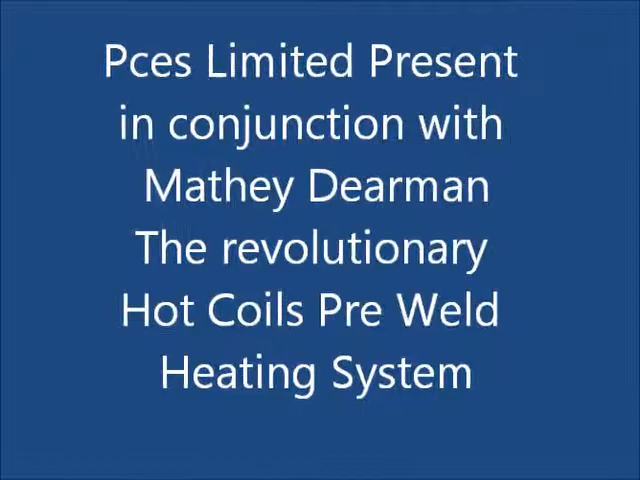 Pces Limited Present
in conjunction with
Mathey Dearman
The revolutionary
Hot Coils Pre Weld
Heating System